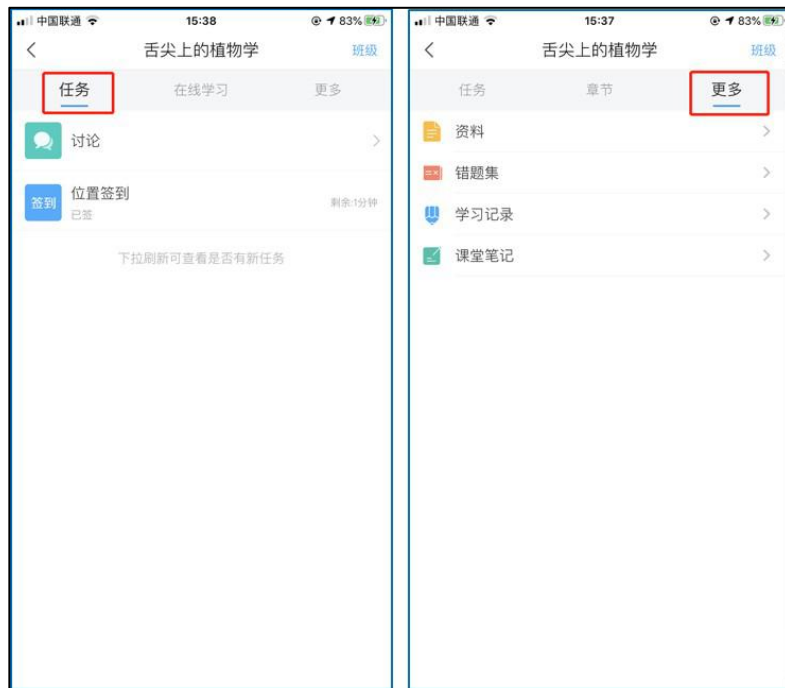 中国联通 15:38 83%
舌尖上的植物学 班级
任务 在线学习 更多
讨论
签到 位置签到 剩余:1分钟
已签
下拉刷新可查看是否有新任务
中国联通 15:37 83%
舌尖上的植物学 班级
任务 章节 更多
资料
错题集
学习记录
课堂笔记